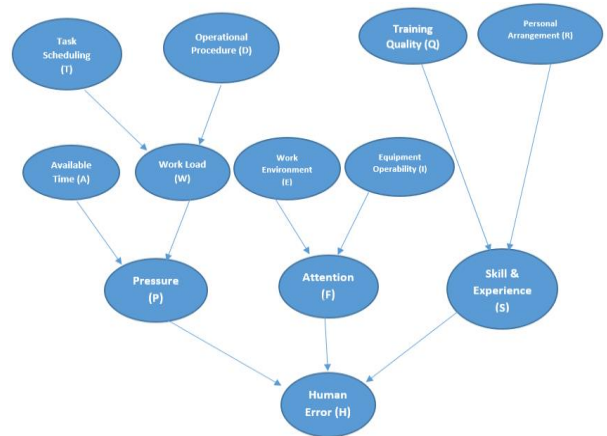 Task
Scheduling
(T)
Operational
Procedure (D)
Training
Quality (Q)
Personal
Arrangement (R)
Available
Time (A)
Work Load
(W)
Work
Environment
(E)
Equipment
Operability (I)
Pressure
(P)
Attention
(F)
Skill &
Experience
(S)
Human
Error (H)